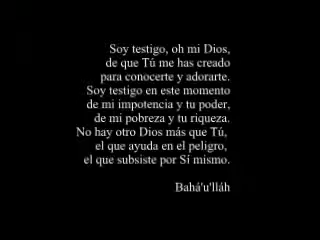 Soy testigo, oh mi Dios,
de que Tú me has creado
para conocerte y adorarte.
Soy testigo en este momento
de mi impotencia y tu poder,
de mi pobreza y tu riqueza.
No hay otro Dios más que Tú,
el que ayuda en el peligro,
el que subsiste por Sí mismo.
Bahá'u'lláh